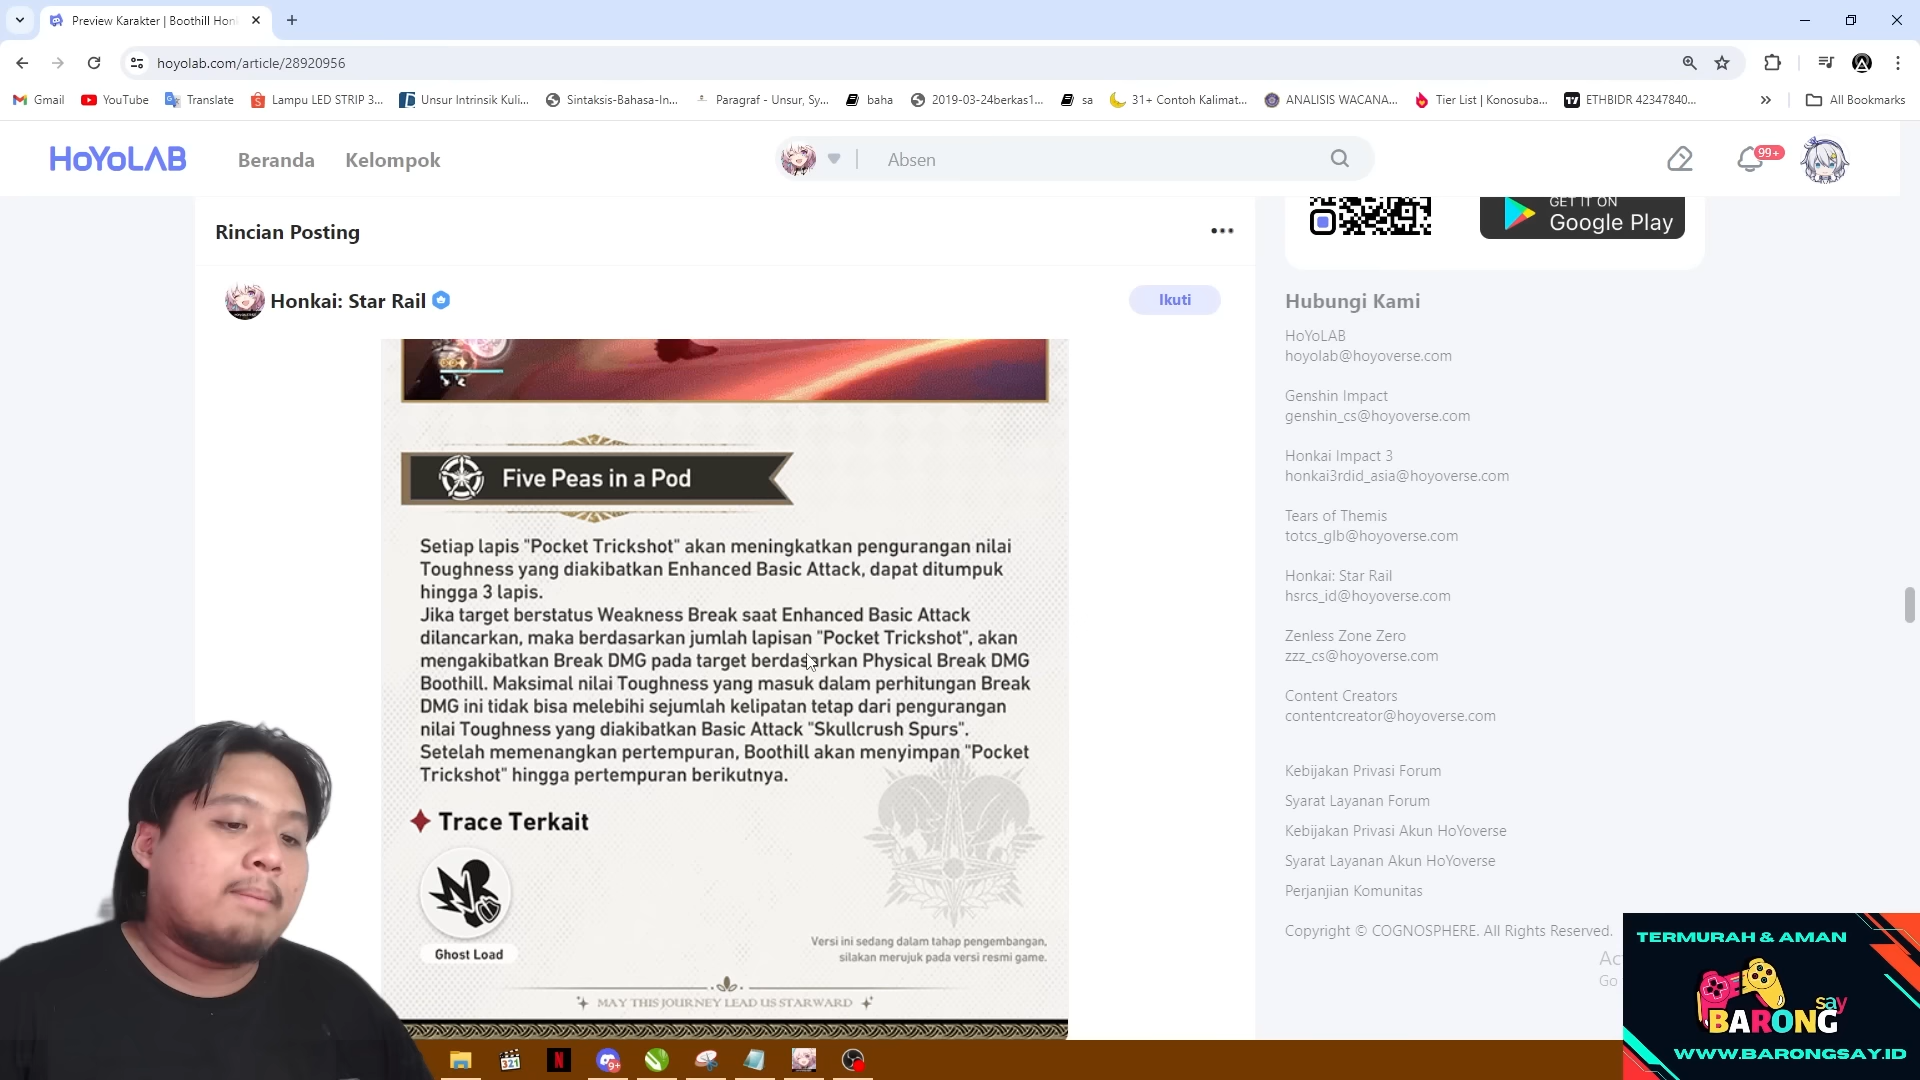 Preview Karakter | Boothill Honk
hoyolab.com/article/28920956
Gmail
YouTube
Translate
Lampu LED STRIP 3...
Unsur Intrinsik Kuli...
Sintaksis-Bahasa-In...
Paragraf - Unsur, Sy...
baha
2019-03-24berkas1...
sa
31+ Contoh Kalimat...
ANALISIS WACANA...
Tier List | Konosuba...
ETHBIDR 42347840...
All Bookmarks
HoYoLAB
Beranda
Kelompok
Absen
99+
Rincian Posting
GET IT ON
Google Play
Honkai: Star Rail
Ikuti
Five Peas in a Pod
Setiap lapis "Pocket Trickshot" akan meningkatkan pengurangan nilai
Toughness yang diakibatkan Enhanced Basic Attack, dapat ditumpuk
hingga 3 lapis.
Jika target berstatus Weakness Break saat Enhanced Basic Attack
dilancarkan, maka berdasarkan jumlah lapisan "Pocket Trickshot", akan
mengakibatkan Break DMG pada target berdasarkan Physical Break DMG
Boothill. Maksimal nilai Toughness yang masuk dalam perhitungan Break
DMG ini tidak bisa melebihi sejumlah kelipatan tetap dari pengurangan
nilai Toughness yang diakibatkan Basic Attack "Skullcrush Spurs".
Setelah memenangkan pertempuran, Boothill akan menyimpan "Pocket
Trickshot" hingga pertempuran berikutnya.
Trace Terkait
Ghost Load
Versi ini sedang dalam tahap pengembangan,
silakan merujuk pada versi resmi game.
MAY THIS JOURNEY LEAD US STARWARD
Hubungi Kami
HoYoLAB
hoyolab@hoyoverse.com
Genshin Impact
genshin_cs@hoyoverse.com
Honkai Impact 3
honkai3rdid_asia@hoyoverse.com
Tears of Themis
totcs_glb@hoyoverse.com
Honkai: Star Rail
hsrcs_id@hoyoverse.com
Zenless Zone Zero
zzz_cs@hoyoverse.com
Content Creators
contentcreator@hoyoverse.com
Kebijakan Privasi Forum
Syarat Layanan Forum
Kebijakan Privasi Akun HoYoverse
Syarat Layanan Akun HoYoverse
Perjanjian Komunitas
Copyright © COGNOSPHERE. All Rights Reserved.
Ac
Go
TERMURAH & AMAN
say
BARONG
WWW.BARONGSAY.ID
321
9+